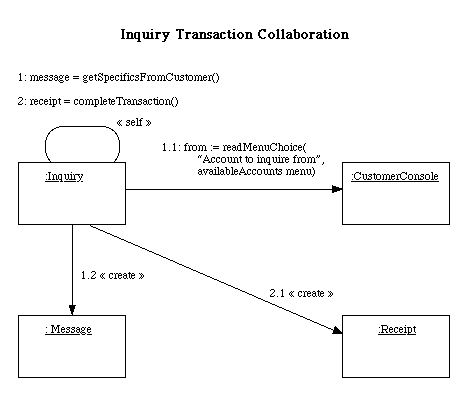 Inquiry Transaction Collaboration
1: message = getSpecificsFromCustomer()
2: receipt = completeTransaction()
« self »
1.1: from := readMenuChoice(
"Account to inquire from",
availableAccounts menu)
:Inquiry
:CustomerConsole
1.2 « create »
2.1 « create »
: Message
:Receipt